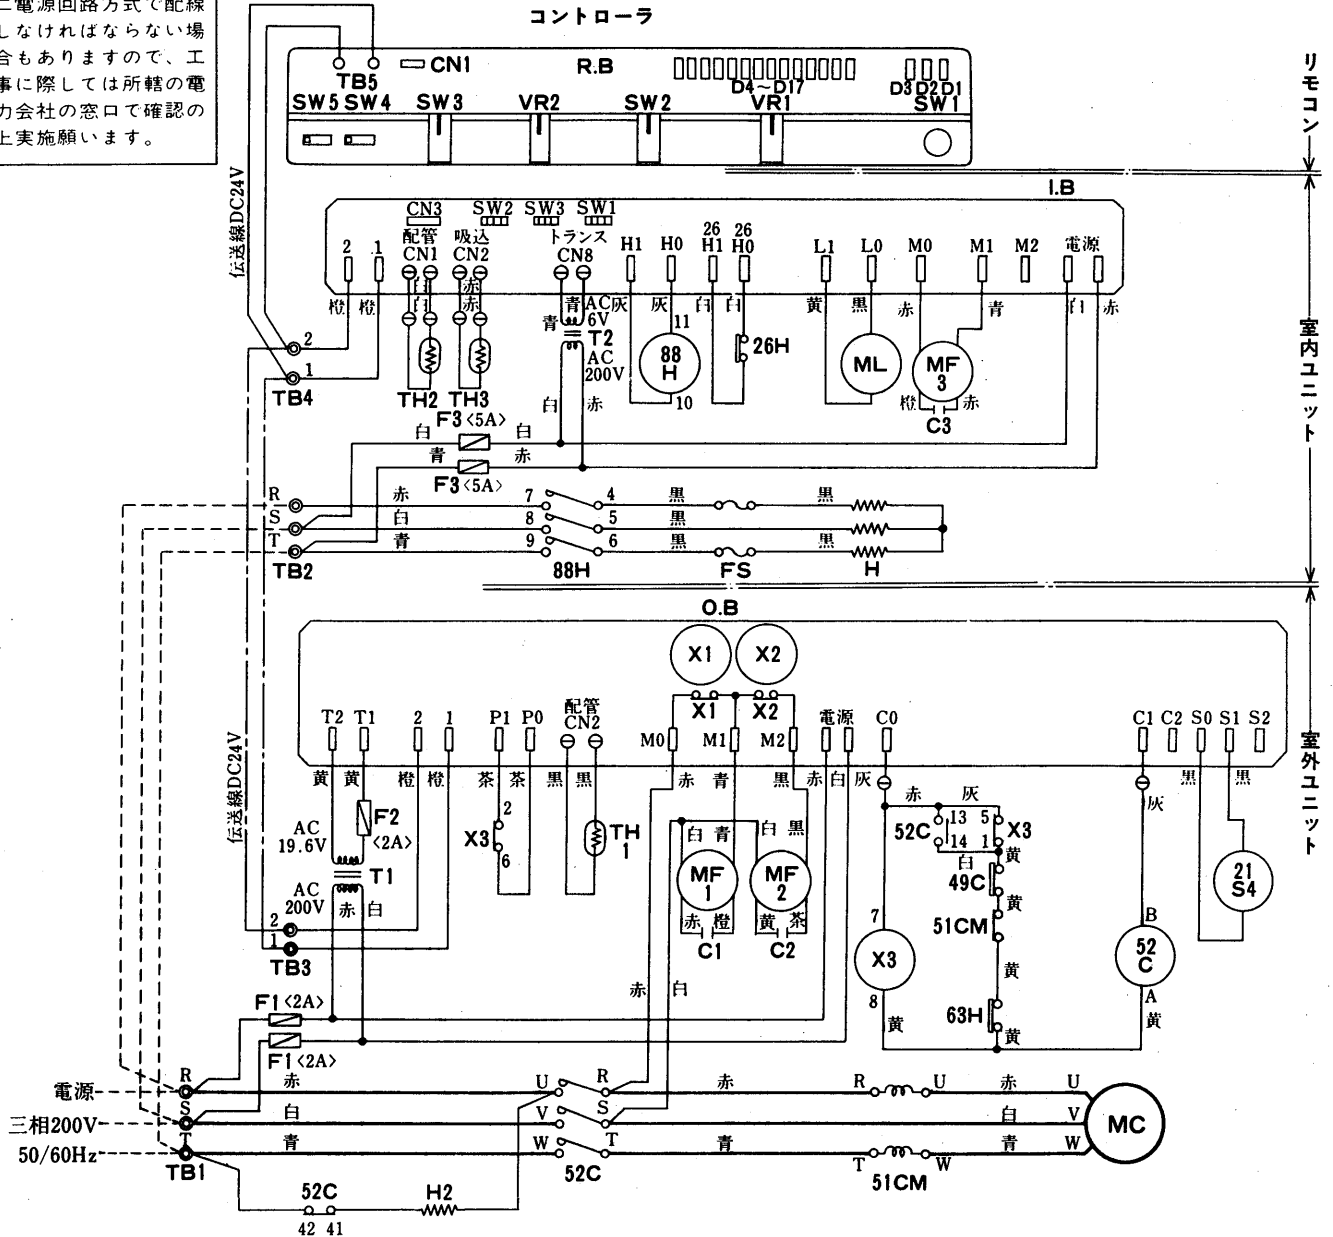 二電源回路方式で配線
しなければならない場
合もありますので、工
事に際しては所轄の電
力会社の窓口で確認の
上実施願います。
コントローラ
TB5 CN1 R.B D4～D17 D3 D2 D1
SW5 SW4 SW3 VR2 SW2 VR1 SW1
リモコン
I.B
伝送線DC24V
CN3 SW2 SW3 SW1
配管 吸込 トランス
2 1 CN1 CN2 CN8 H1 H0 26 H1 26 H0 L1 L0 M0 M1 M2 電源
白 赤
白 赤
橙 橙 青 青 AC 6V 灰 灰 白 白 黄 黒 赤 青 白 赤
2
1
TB4
TH2 TH3
T2
AC
200V
11
88
H
10
26H
ML
MF
3
橙 赤
C3
白 赤
F3<5A>
白 白
青 赤
F3<5A>
室内ユニット
R 赤 7 4 黒 黒
S 白 8 5 黒
T 青 9 6 黒 黒
TB2 88H FS H
O.B
X1 X2
X1 X2
T2 T1 2 1 P1 P0 配管 CN2 M0 M1 M2 電源 C0 C1 C2 S0 S1 S2
黄 黄 橙 橙 茶 茶 黒 黒 赤 青 黒 赤 白 灰 灰 黒 黒
室外ユニット
伝送線DC24V
F2
<2A>
AC
19.6V
T1
AC
200V
赤 白
2
X3
6
TH
1
白 青 白 黒
MF
1
MF
2
赤 橙 黄 茶
C1 C2
赤 灰
52C 13 5 X3
14 1
白 黄
49C
黄
51CM
黄
63H
黄
7
X3
8
黄
B
52
C
A
黄
21
S4
2
1
TB3
赤 白
F1<2A>
F1<2A>
電源 R 赤 U R 赤 R U 赤 U
三相200V S 白 V S 白 V MC
50/60Hz T 青 W T 青 T W 青 W
TB1 52C 51CM
52C H2
42 41